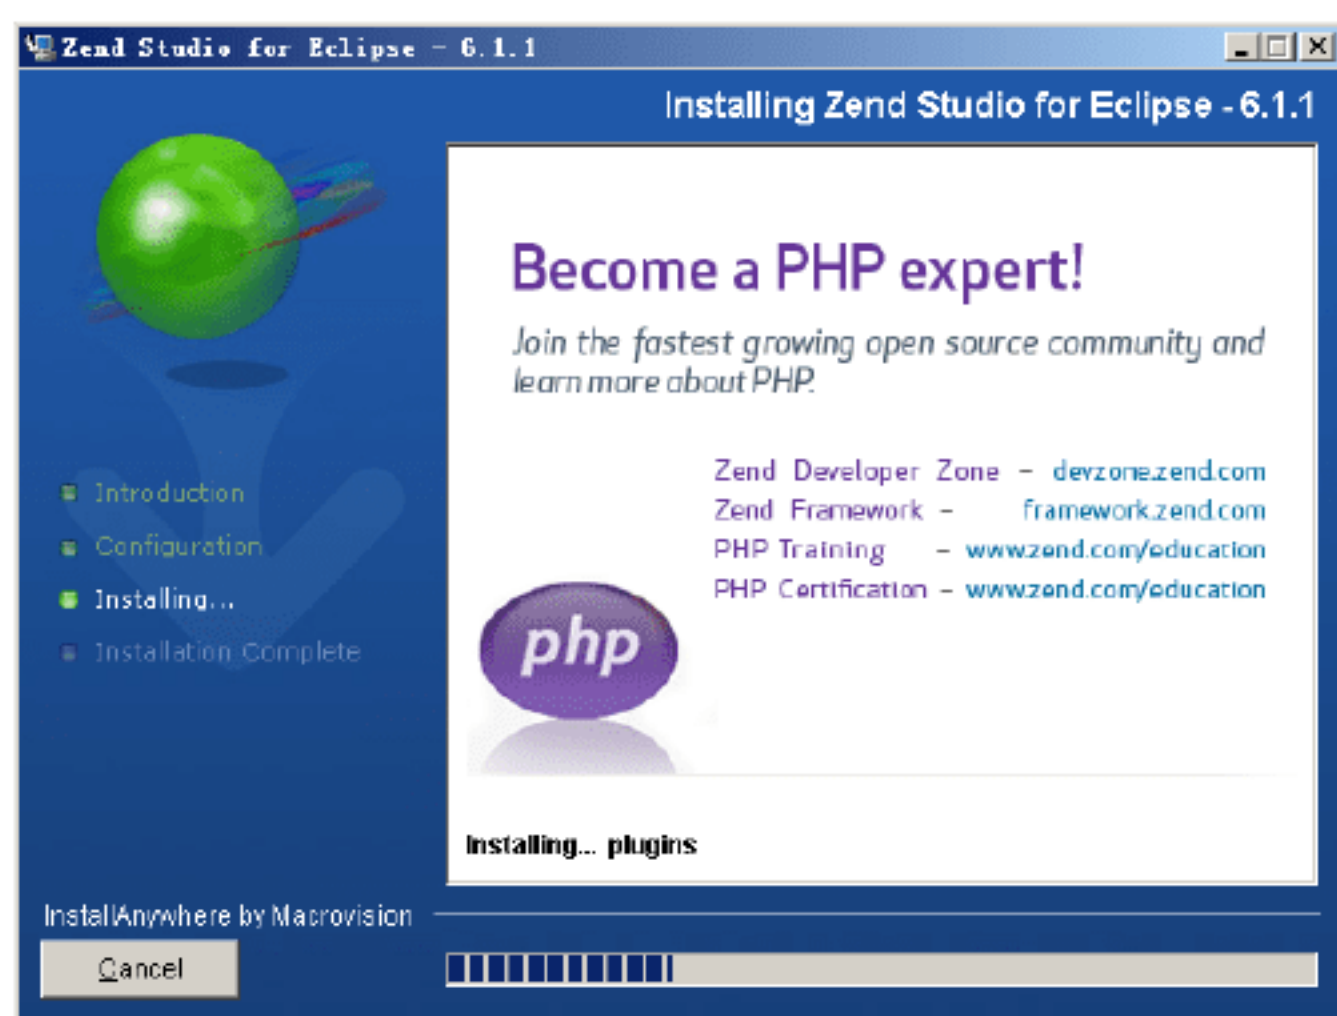 Zend Studio for Eclipse - 6.1.1
Installing Zend Studio for Eclipse - 6.1.1
Become a PHP expert!
Join the fastest growing open source community and
learn more about PHP.
Zend Developer Zone - devzone.zend.com
Zend Framework - framework.zend.com
PHP Training - www.zend.com/education
PHP Certification - www.zend.com/education
Introduction
Configuration
Installing...
Installation Complete
php
Installing... plugins
InstallAnywhere by Macrovision
Cancel